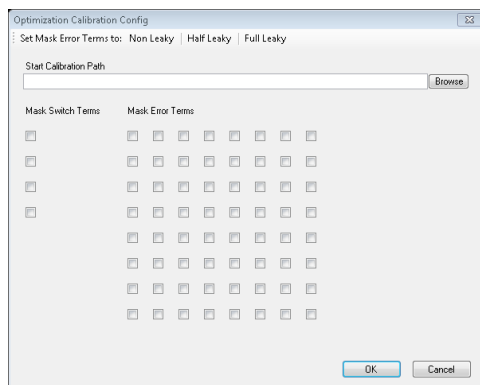 Optimization Calibration Config
Set Mask Error Terms to: Non Leaky Half Leaky Full Leaky
Start Calibration Path
Browse
Mask Switch Terms Mask Error Terms
OK Cancel